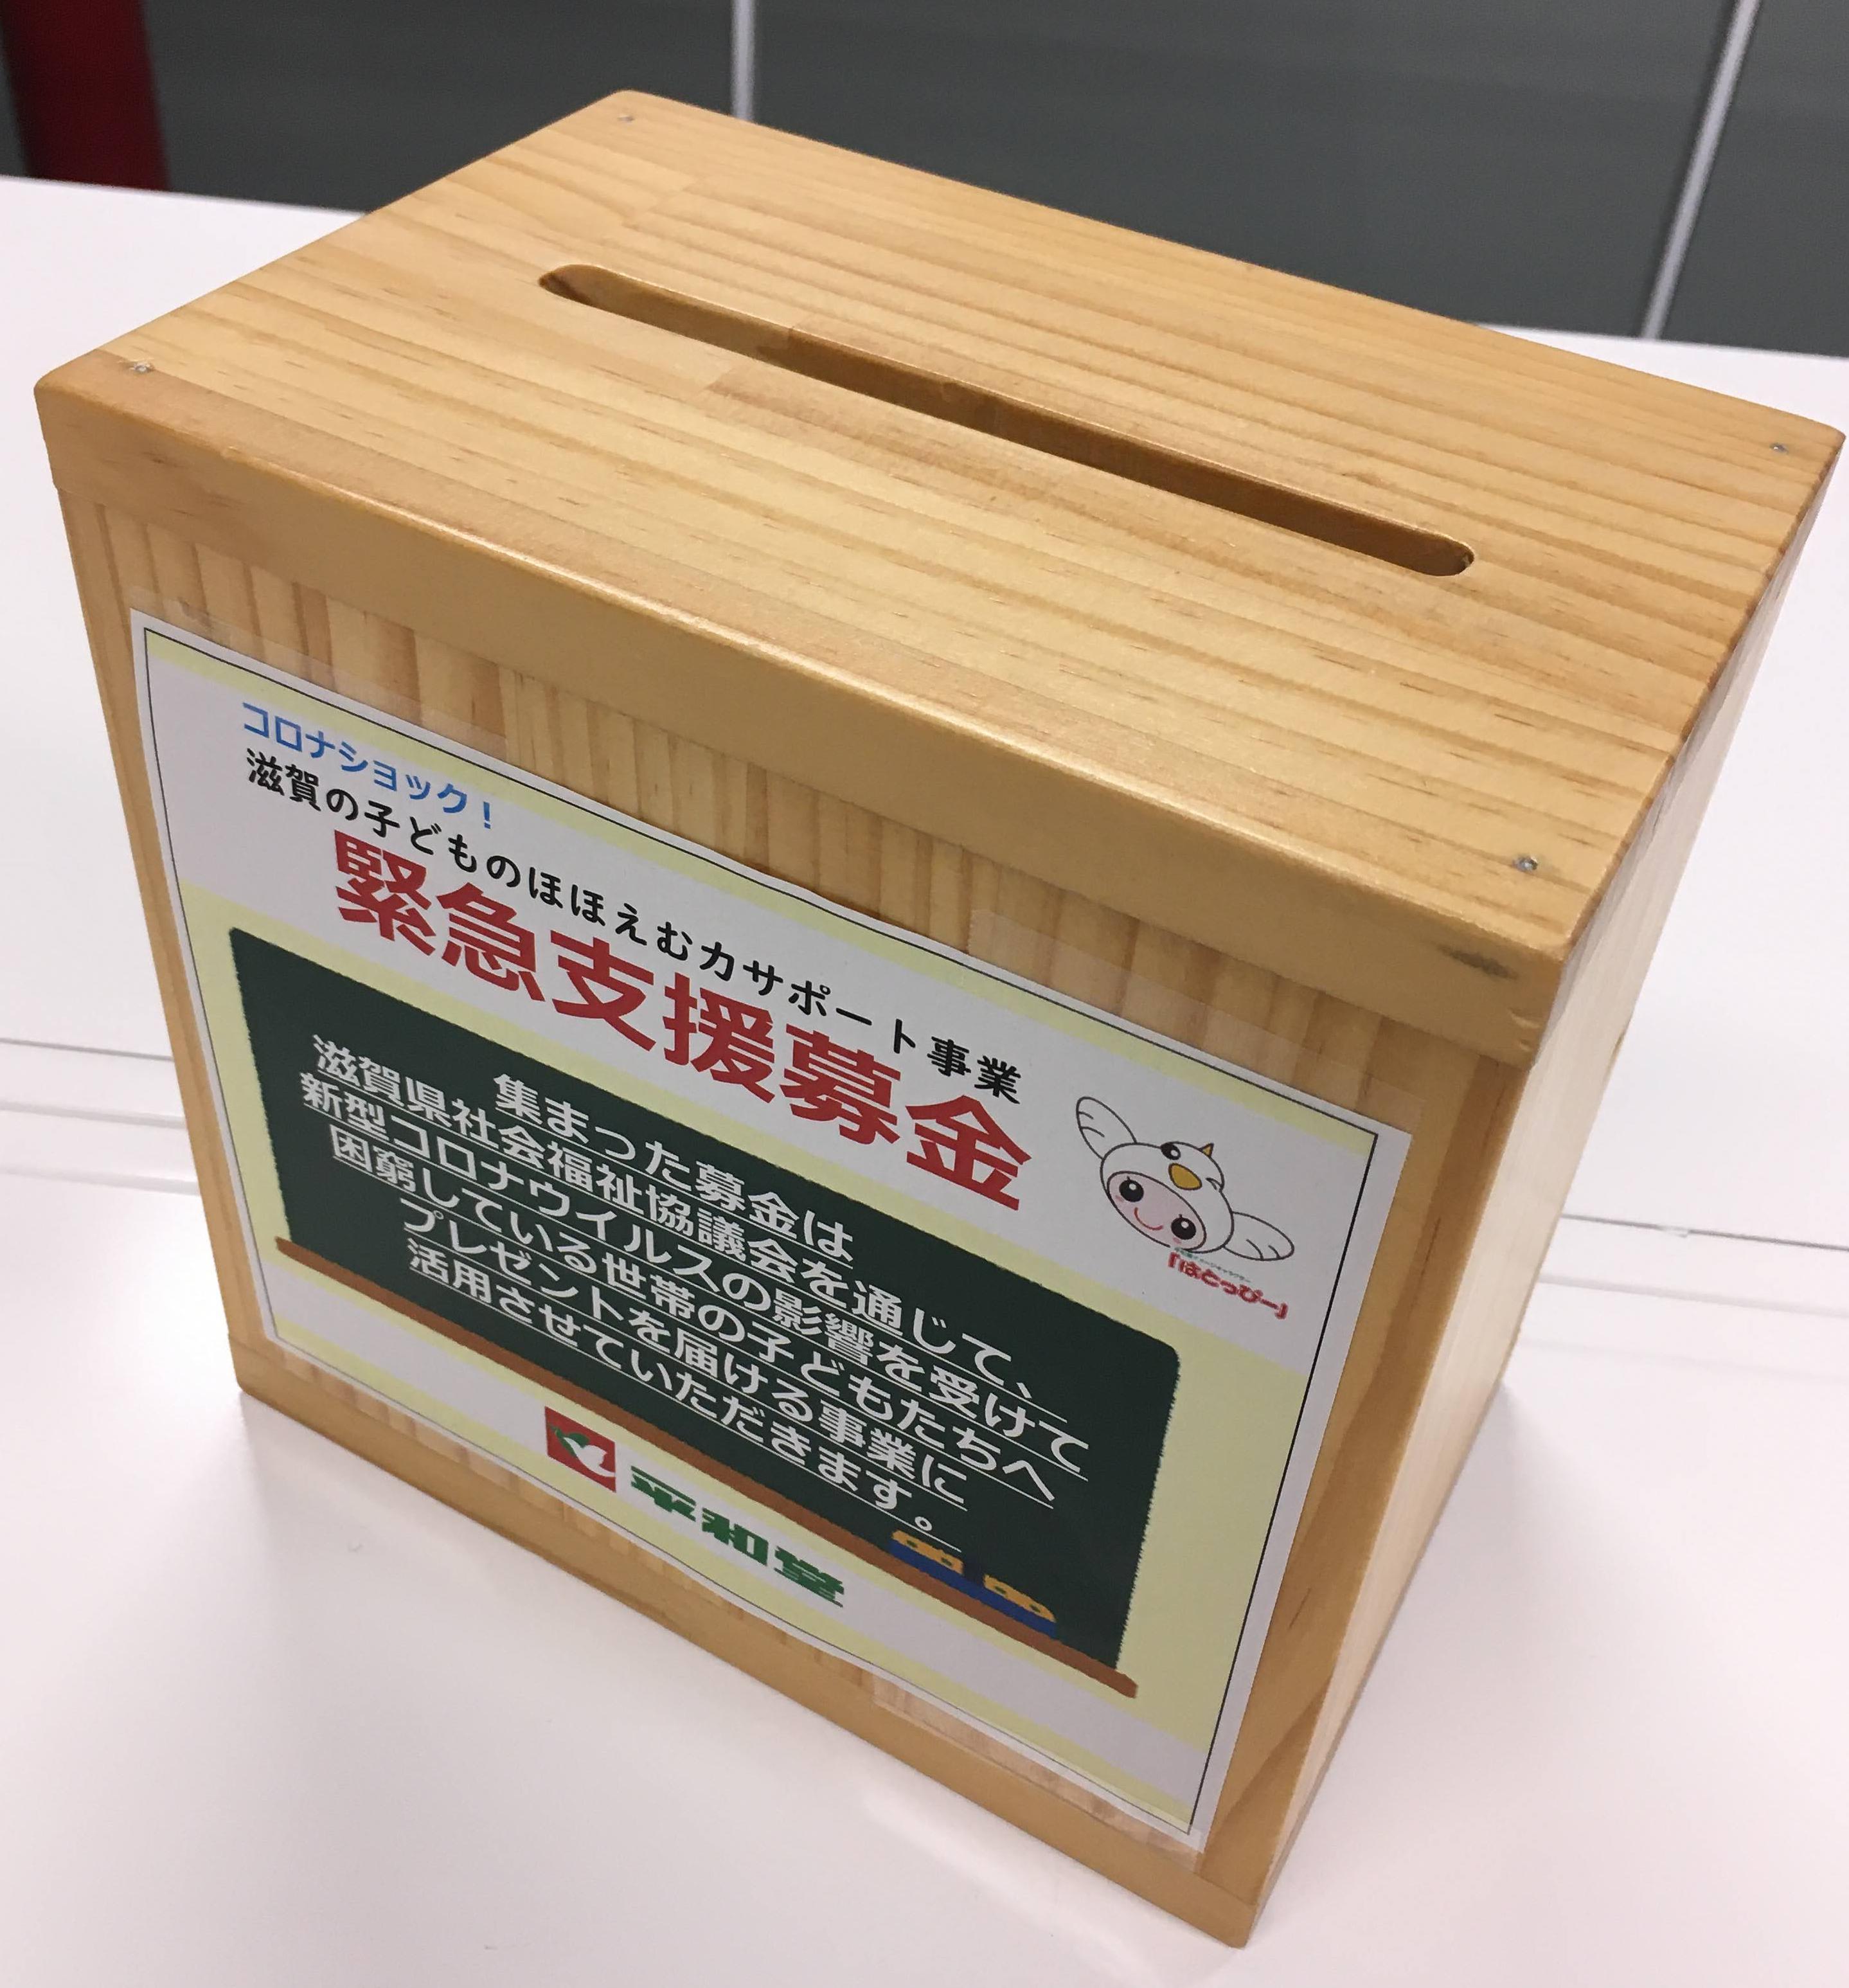 コロナショック！
滋賀の子どものほほえむ力サポート事業
緊急支援募金
集まった募金は
滋賀県社会福祉協議会を通じて、
新型コロナウイルスの影響を受けて
困窮している世帯の子どもたちへ
プレゼントを届ける事業に
活用させていただきます。
「はとっぴー」
平和堂